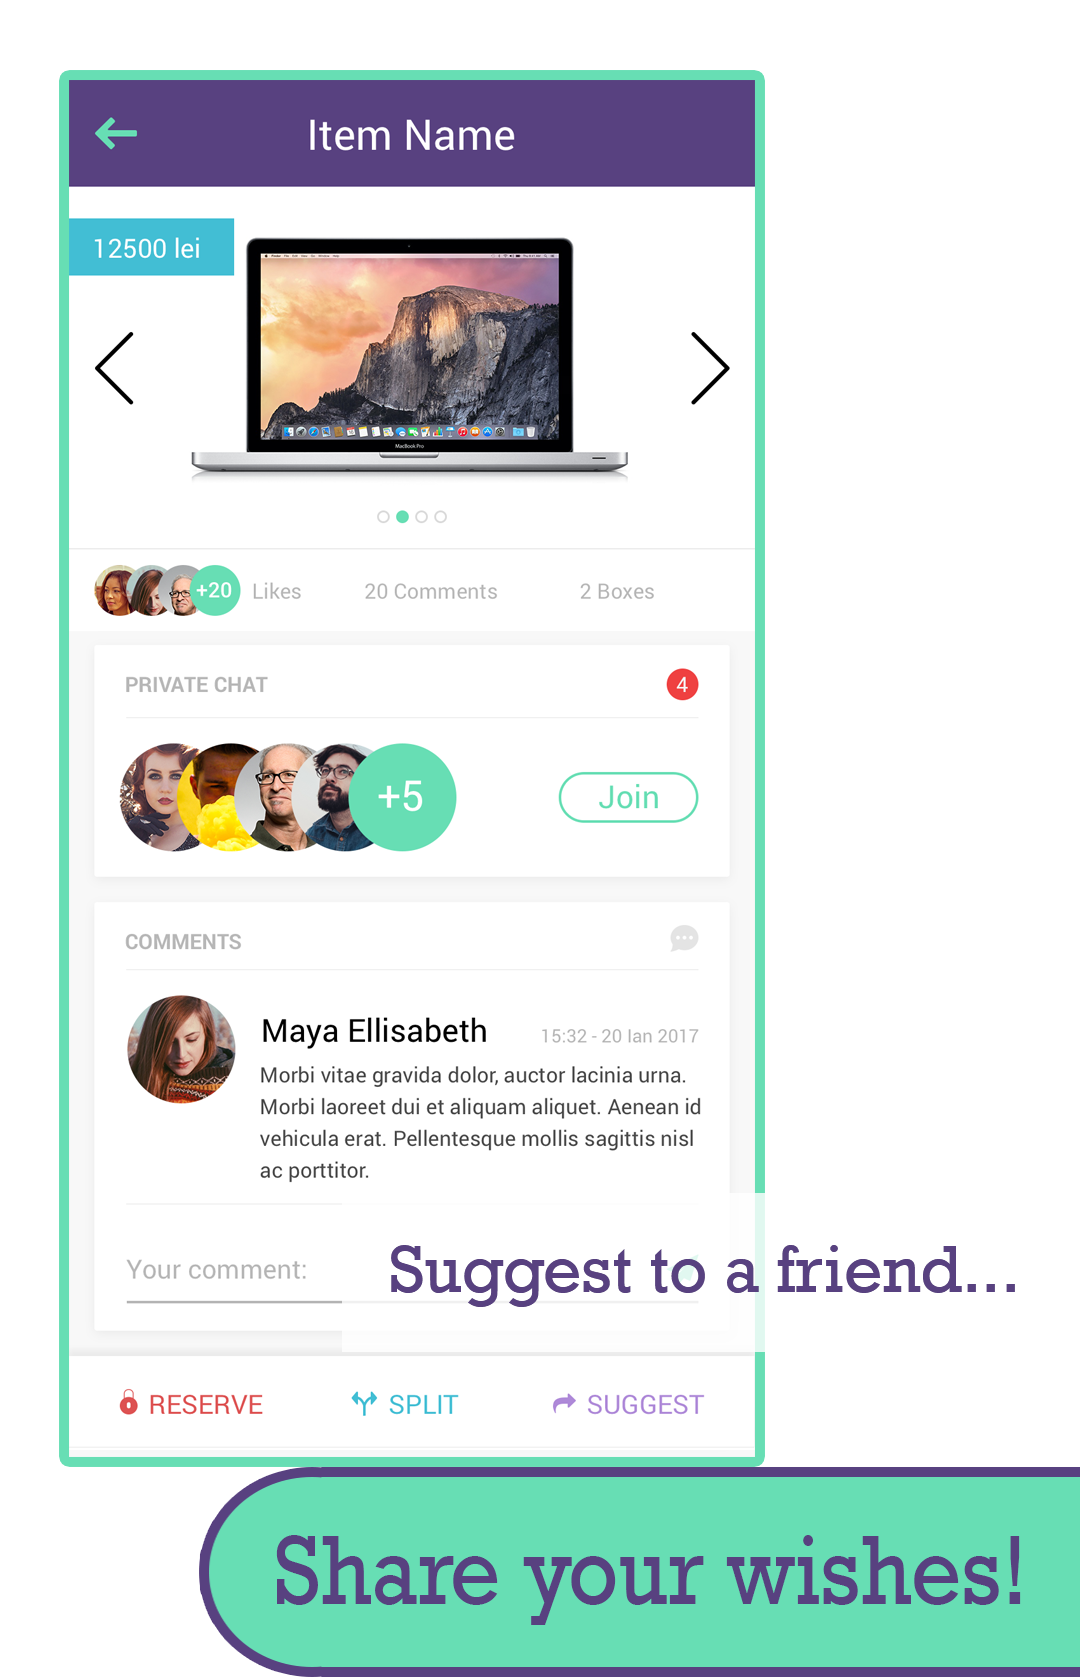 Item Name
12500 lei
MacBook Pro
+20 Likes 20 Comments 2 Boxes
PRIVATE CHAT 4
+5 Join
COMMENTS
Maya Ellisabeth 15:32 - 20 Ian 2017
Morbi vitae gravida dolor, auctor lacinia urna.
Morbi laoreet dui et aliquam aliquet. Aenean id
vehicula erat. Pellentesque mollis sagittis nisl
ac porttitor.
Your comment:
Suggest to a friend...
RESERVE SPLIT SUGGEST
Share your wishes!